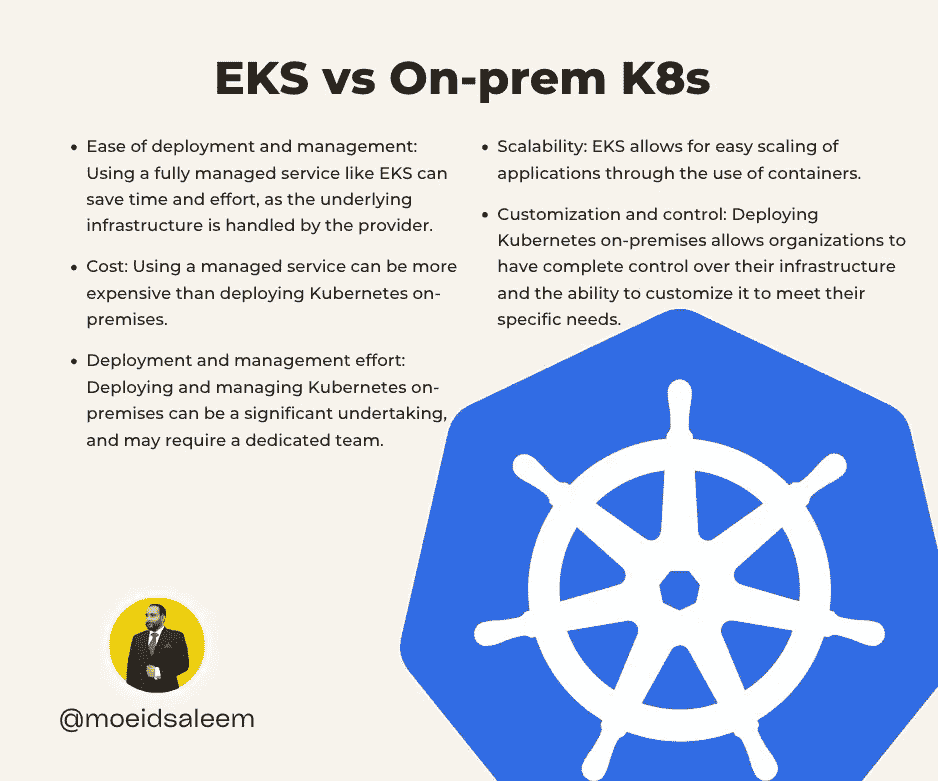 EKS vs On-prem K8s
• Ease of deployment and management:
Using a fully managed service like EKS can
save time and effort, as the underlying
infrastructure is handled by the provider.
• Cost: Using a managed service can be more
expensive than deploying Kubernetes on-
premises.
• Deployment and management effort:
Deploying and managing Kubernetes on-
premises can be a significant undertaking,
and may require a dedicated team.
• Scalability: EKS allows for easy scaling of
applications through the use of containers.
• Customization and control: Deploying
Kubernetes on-premises allows organizations to
have complete control over their infrastructure
and the ability to customize it to meet their
specific needs.
@moeidsaleem